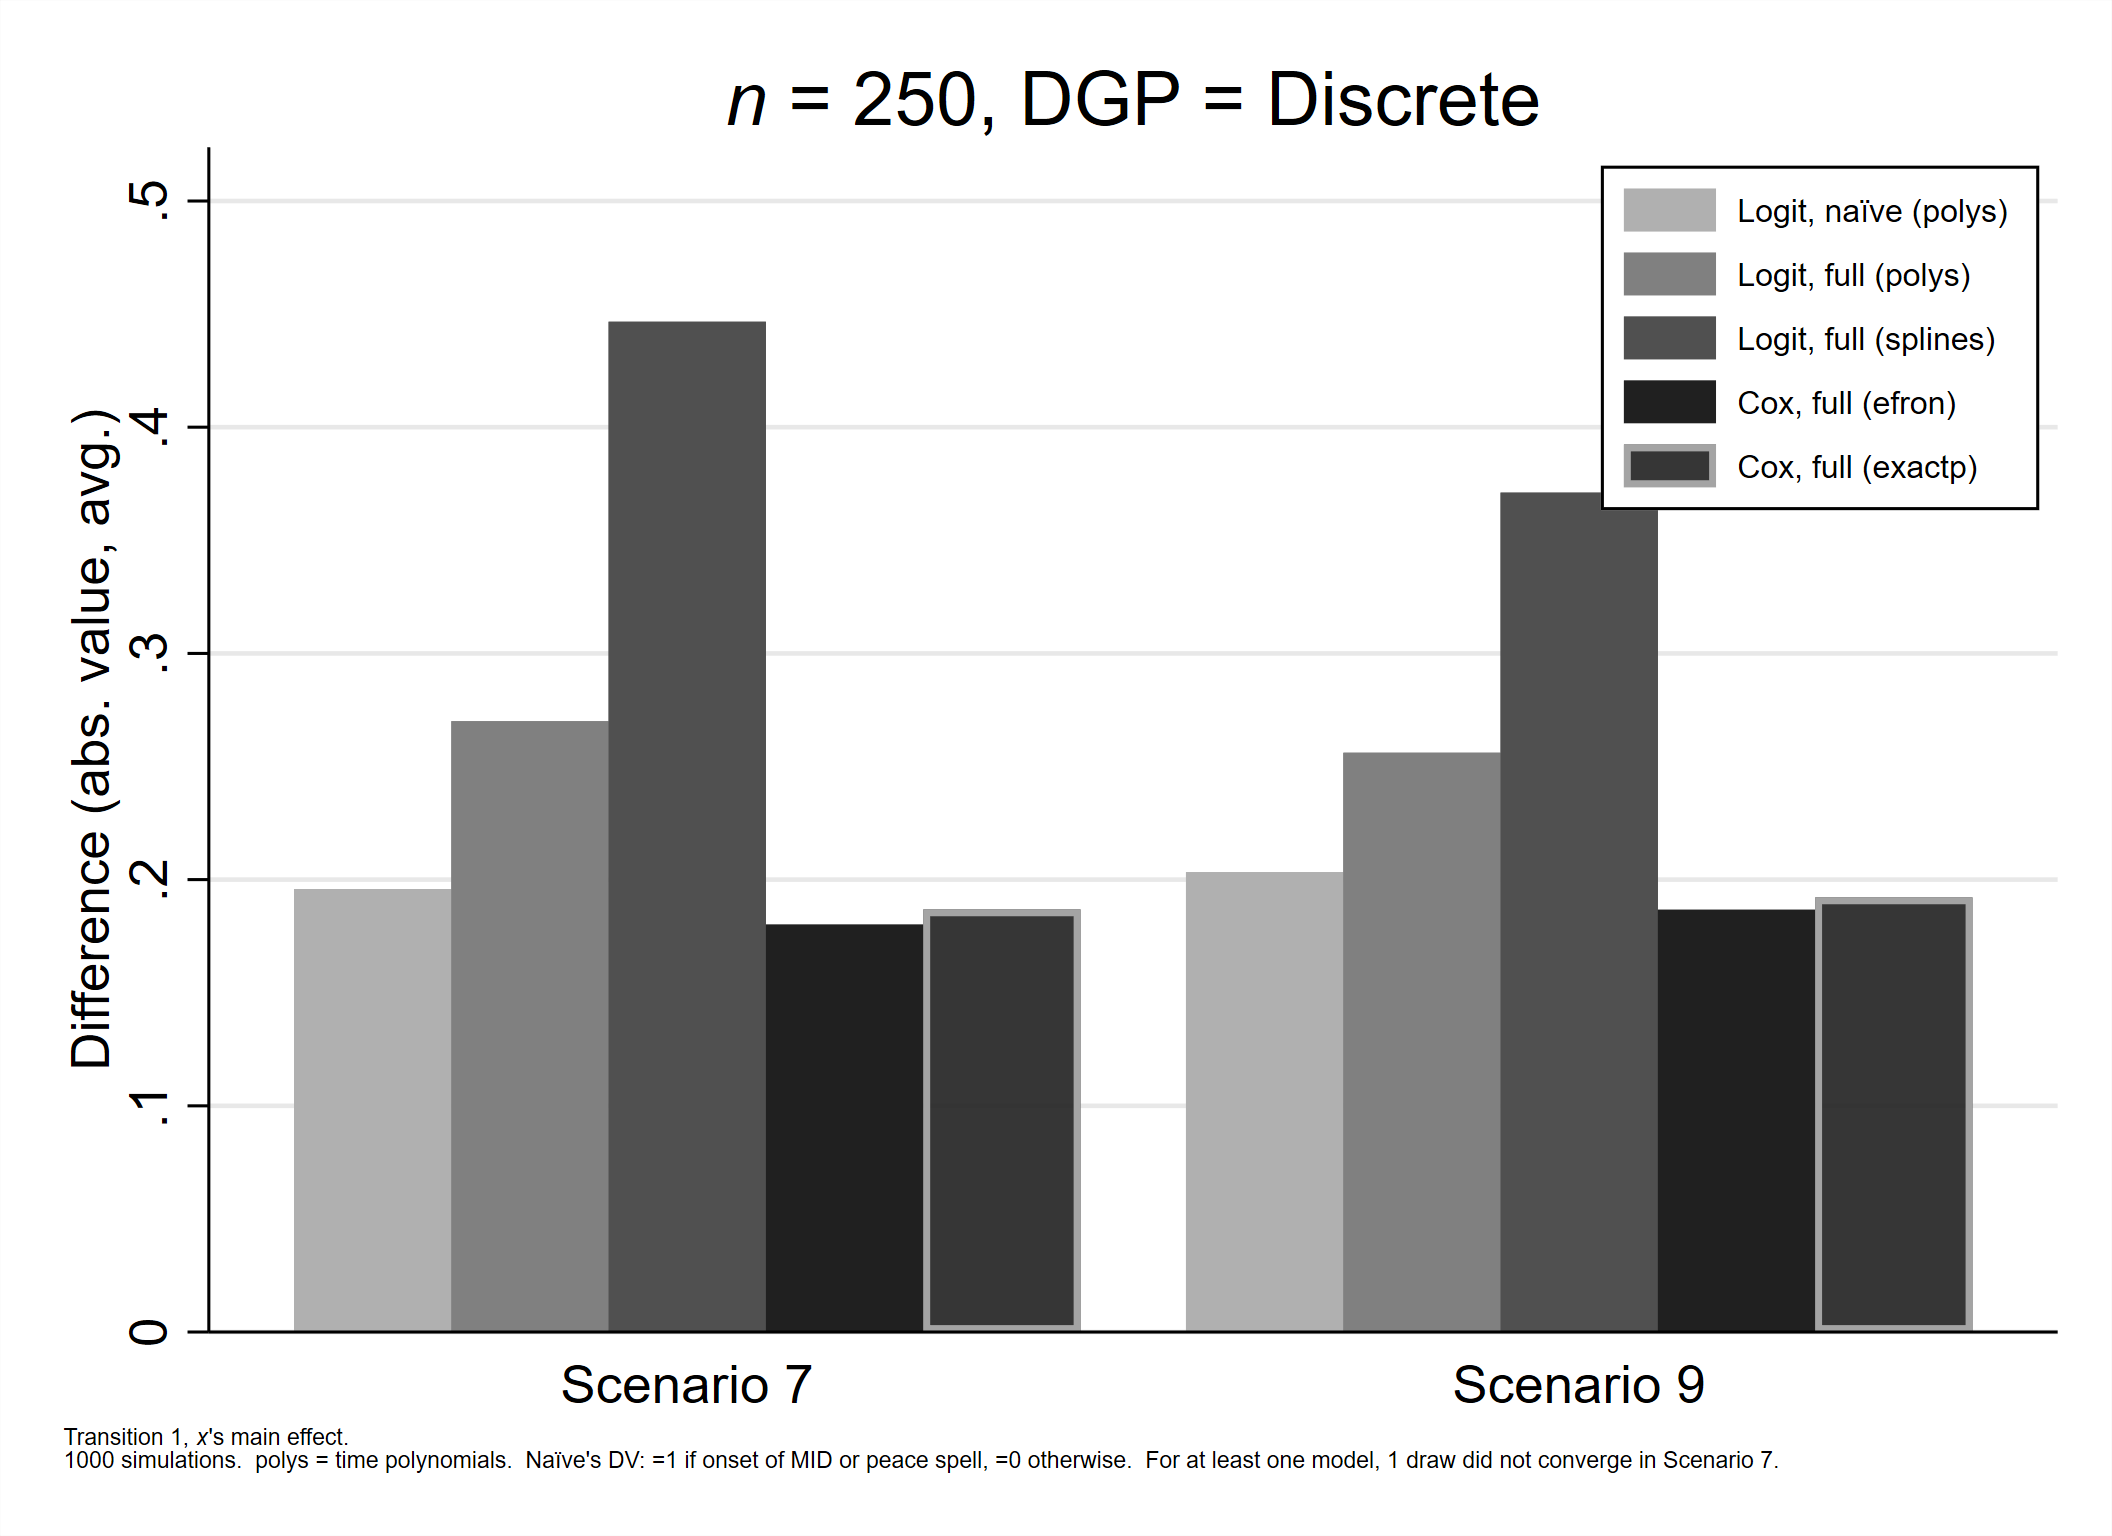 n = 250, DGP = Discrete
Difference (abs. value, avg.)
.5
.4
.3
.2
.1
0
Logit, naïve (polys)
Logit, full (polys)
Logit, full (splines)
Cox, full (efron)
Cox, full (exactp)
Scenario 7
Scenario 9
Transition 1, x's main effect.
1000 simulations.  polys = time polynomials.  Naïve's DV: =1 if onset of MID or peace spell, =0 otherwise.  For at least one model, 1 draw did not converge in Scenario 7.